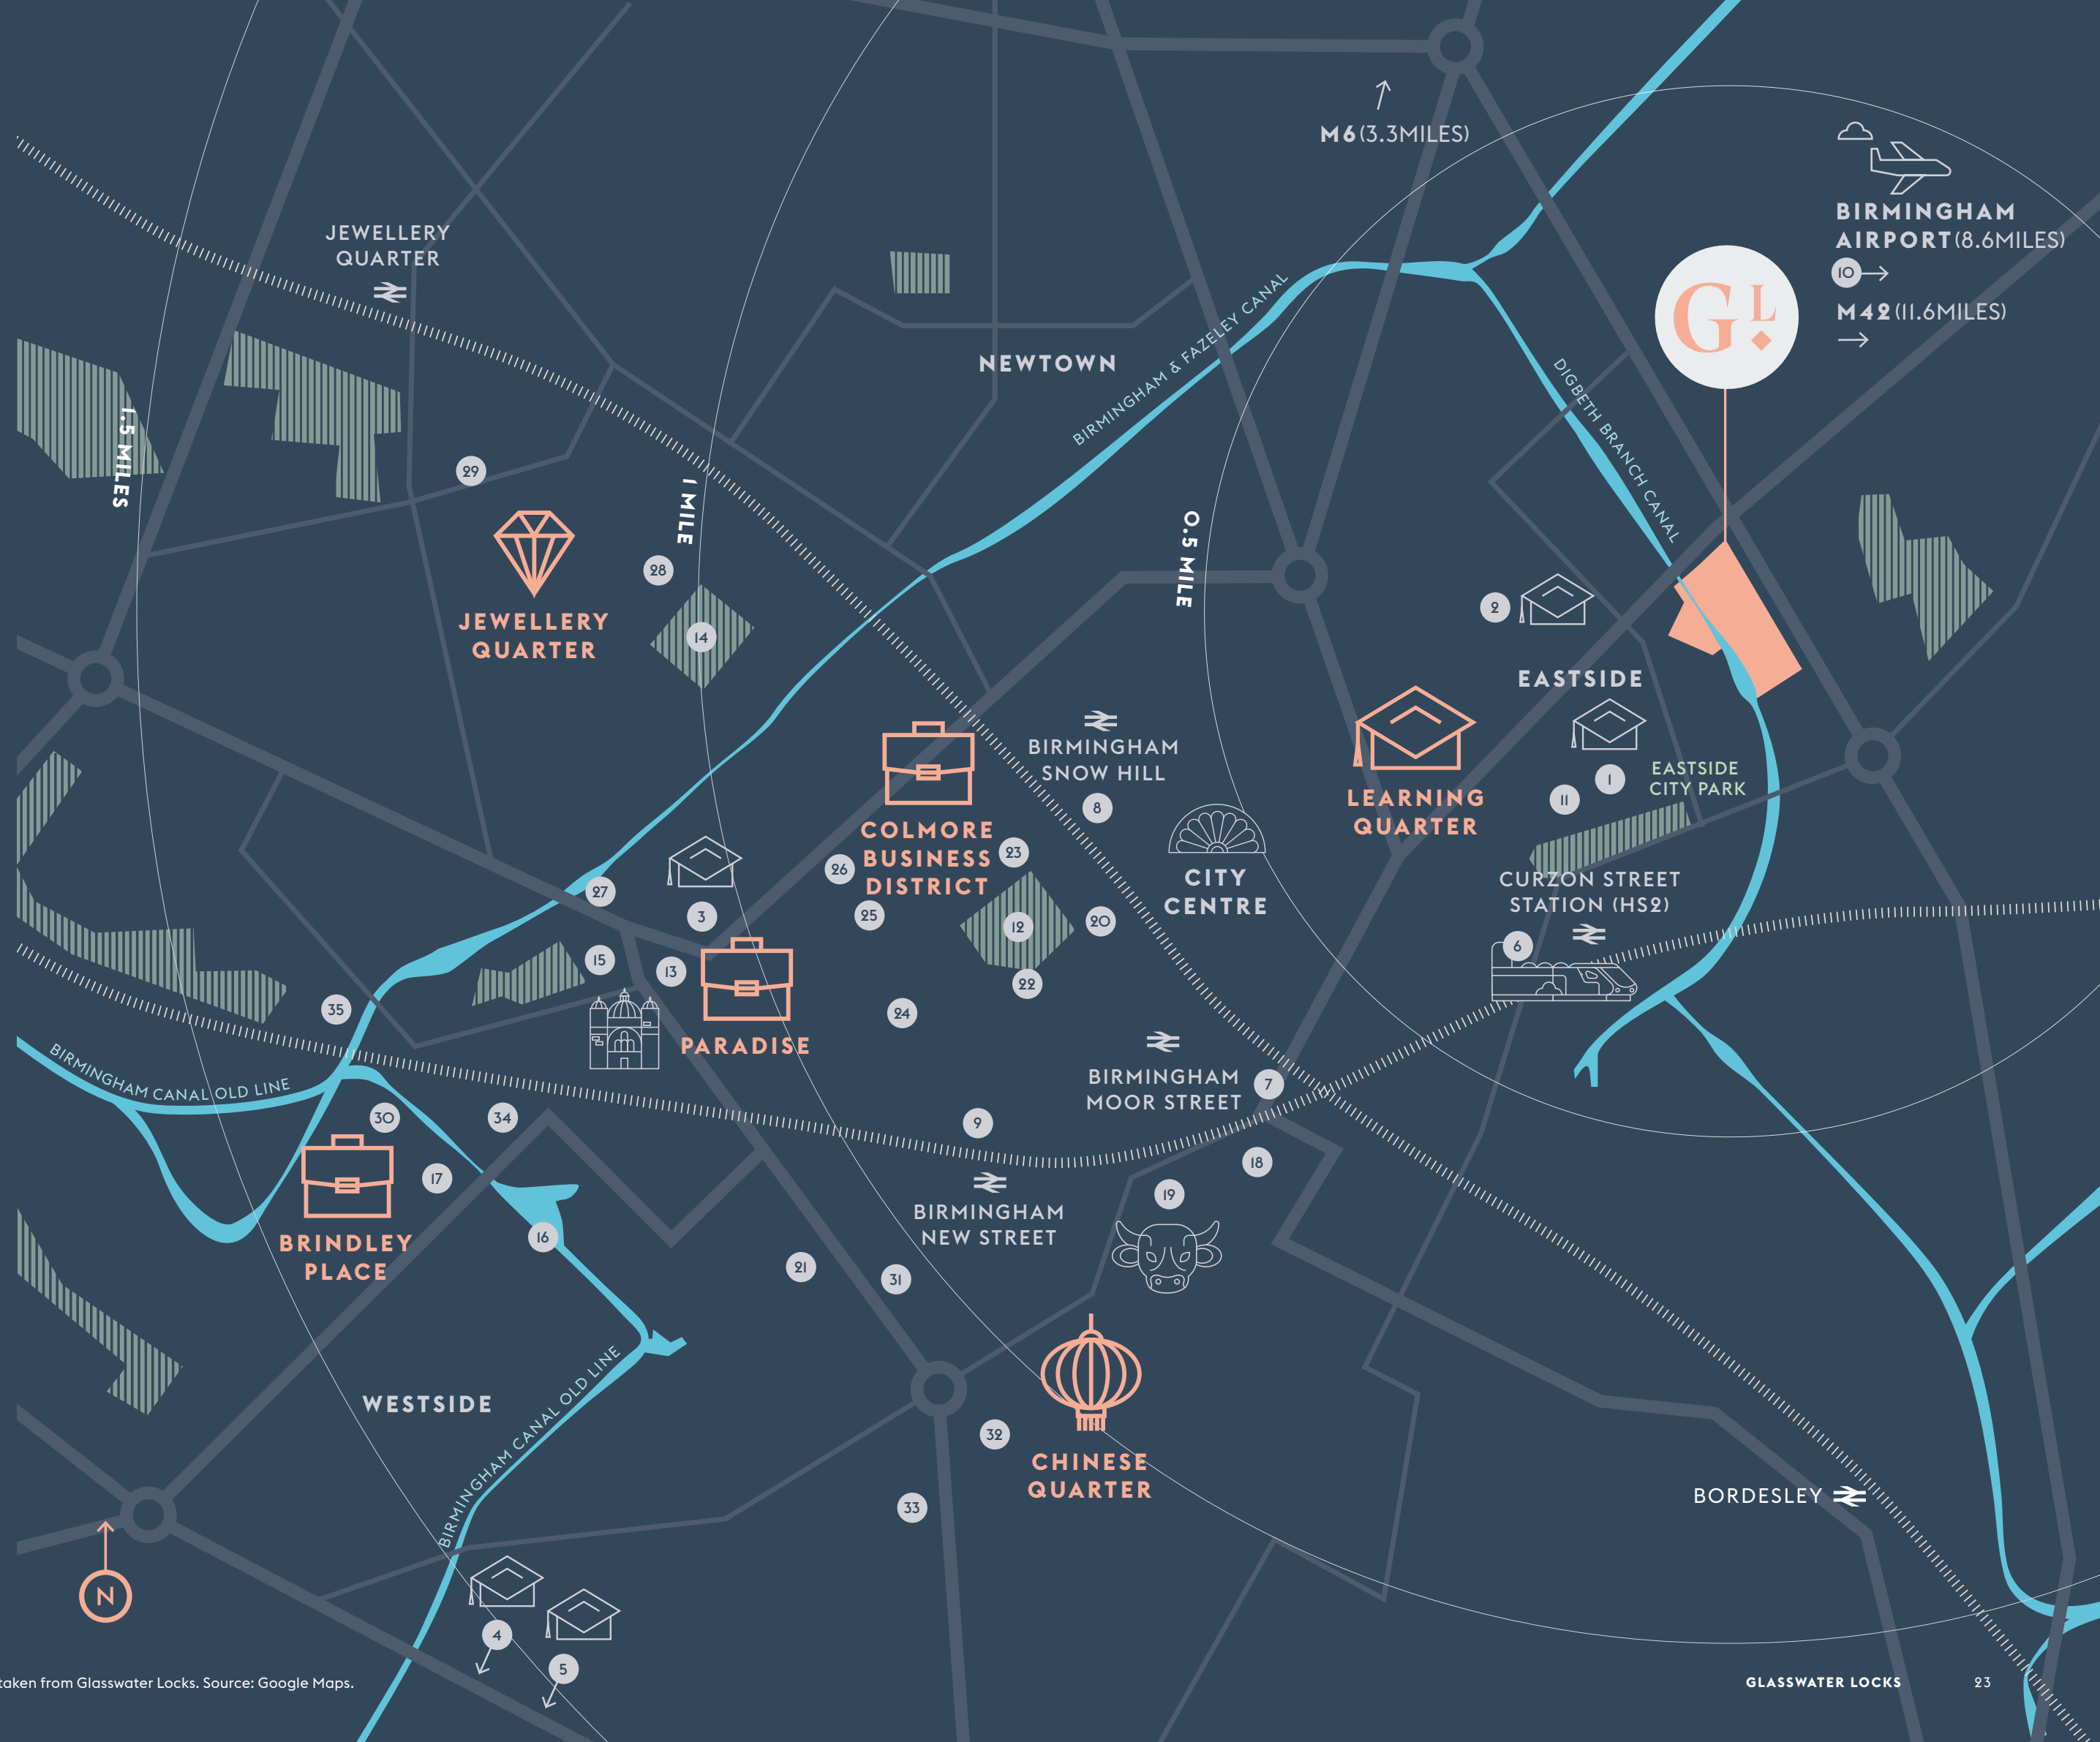 M6 (3.3MILES)
BIRMINGHAM
AIRPORT (8.6MILES)
10
M42 (11.6MILES)
GL
JEWELLERY
QUARTER
NEWTOWN
BIRMINGHAM & FAZELEY CANAL
DIGBETH BRANCH CANAL
1.5 MILES
1 MILE
0.5 MILE
29
28
14
JEWELLERY
QUARTER
2
EASTSIDE
BIRMINGHAM
SNOW HILL
8
COLMORE
BUSINESS
DISTRICT
23
26
25
12
20
22
24
CITY
CENTRE
LEARNING
QUARTER
1
11
EASTSIDE
CITY PARK
CURZON STREET
STATION (HS2)
6
27
3
15
13
PARADISE
35
BIRMINGHAM CANAL OLD LINE
30
34
17
BRINDLEY
PLACE
16
BIRMINGHAM
MOOR STREET
7
9
18
19
BIRMINGHAM
NEW STREET
21
31
WESTSIDE
BIRMINGHAM CANAL OLD LINE
32
33
CHINESE
QUARTER
BORDESLEY
N
4
5
taken from Glasswater Locks. Source: Google Maps.
GLASSWATER LOCKS 23